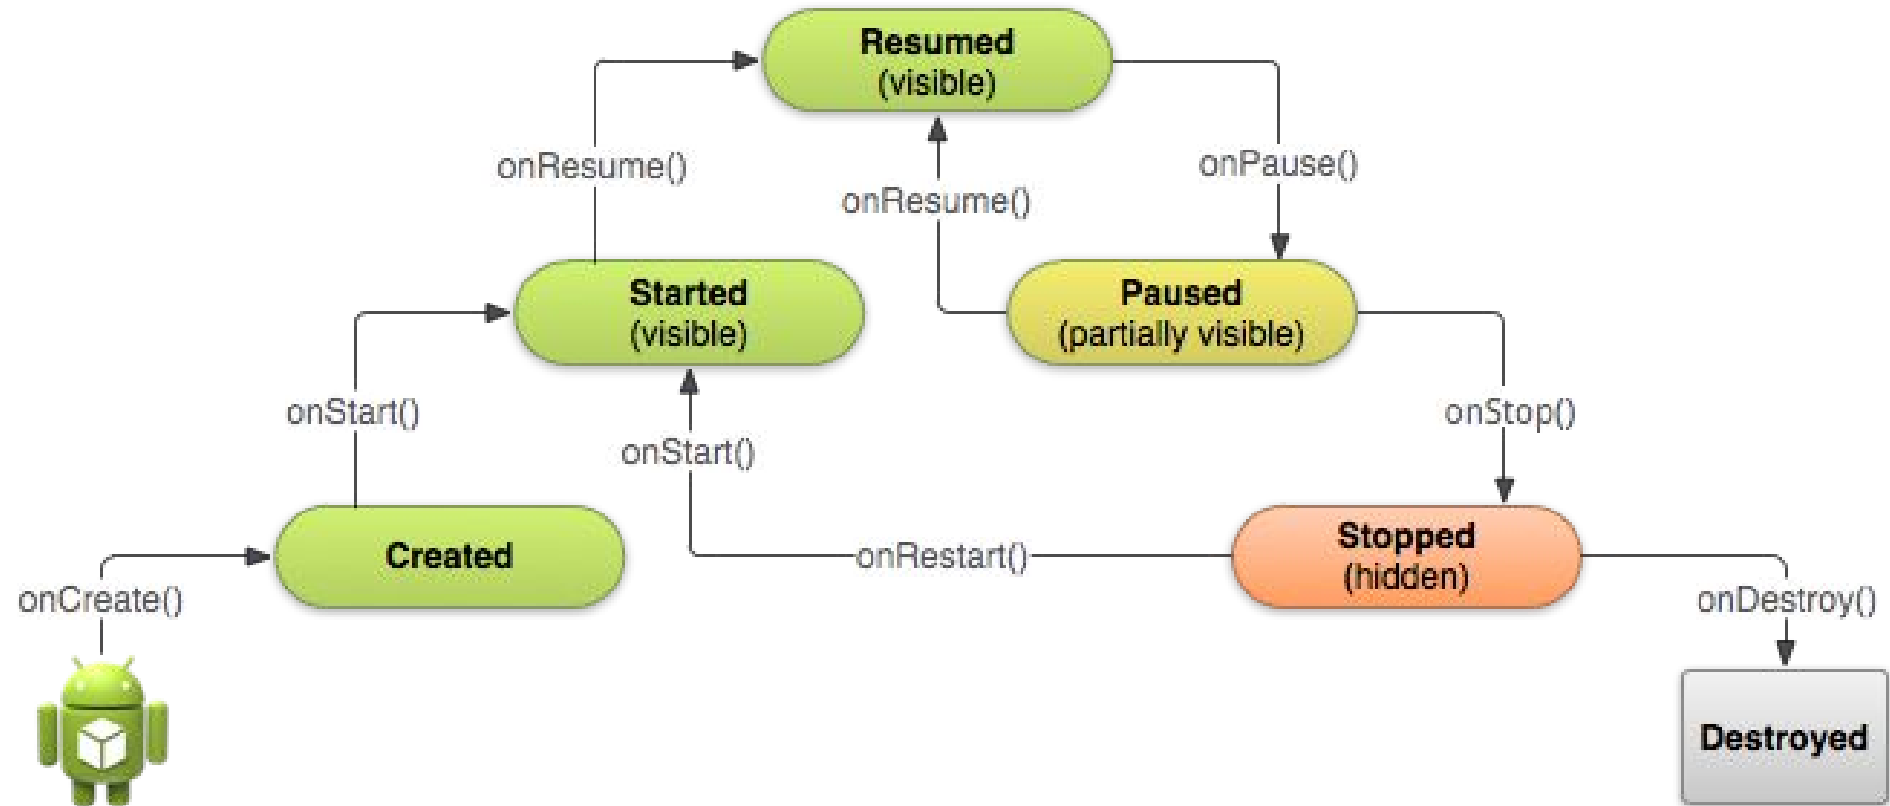 Resumed
(visible)
onResume()
onPause()
onResume()
Started
(visible)
Paused
(partially visible)
onStart()
onStop()
onStart()
Created
onRestart()
Stopped
(hidden)
onCreate()
onDestroy()
Destroyed